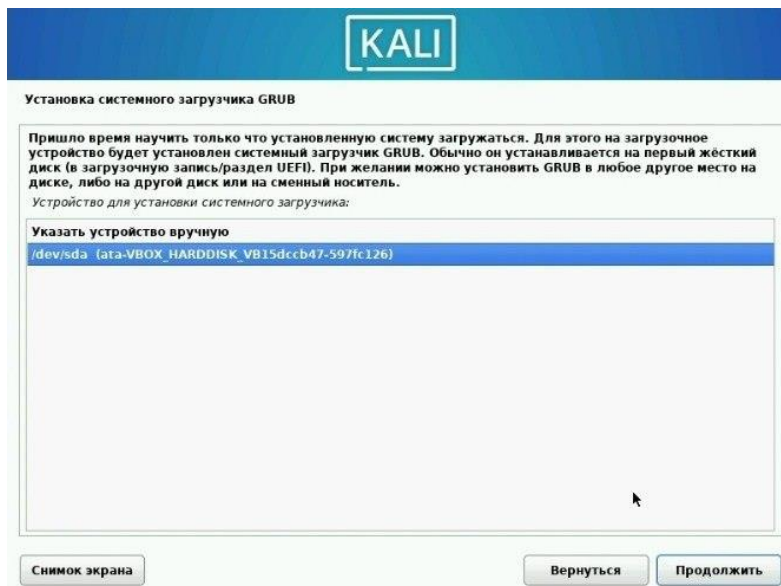 KALI
Установка системного загрузчика GRUB
Пришло время научить только что установленную систему загружаться. Для этого на загрузочное
устройство будет установлен системный загрузчик GRUB. Обычно он устанавливается на первый жёсткий
диск (в загрузочную запись/раздел UEFI). При желании можно установить GRUB в любое другое место на
диске, либо на другой диск или на сменный носитель.
Устройство для установки системного загрузчика:
Указать устройство вручную
/dev/sda (ata-VBOX_HARDDISK_VB15dccb47-597fc126)
Снимок экрана
Вернуться
Продолжить